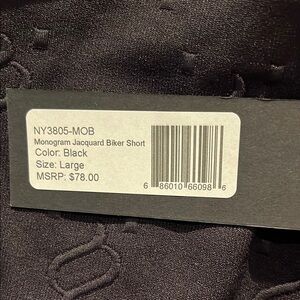 NY3805-MOB
Monogram Jacquard Biker Short
Color: Black
Size: Large
MSRP: $78.00
6 86010 66098 6